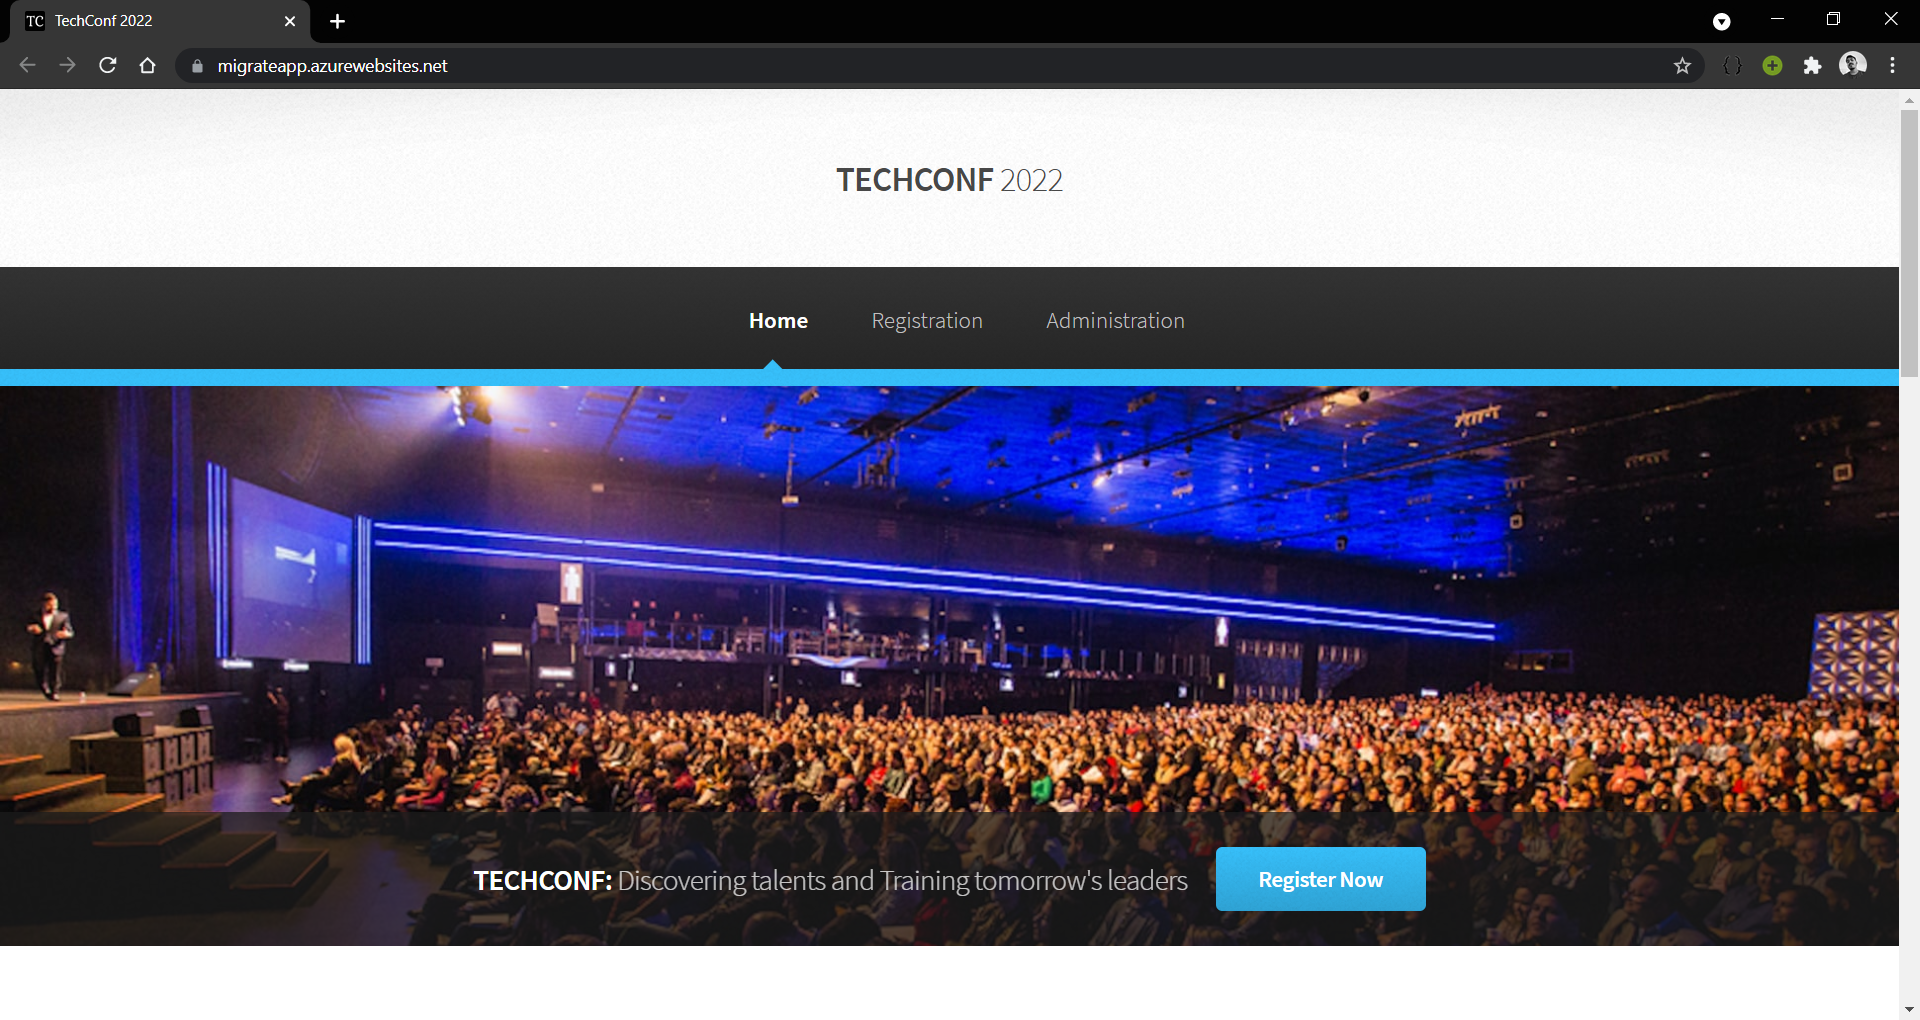 TC TechConf 2022
migrateapp.azurewebsites.net
TECHCONF 2022
Home Registration Administration
TECHCONF: Discovering talents and Training tomorrow's leaders Register Now